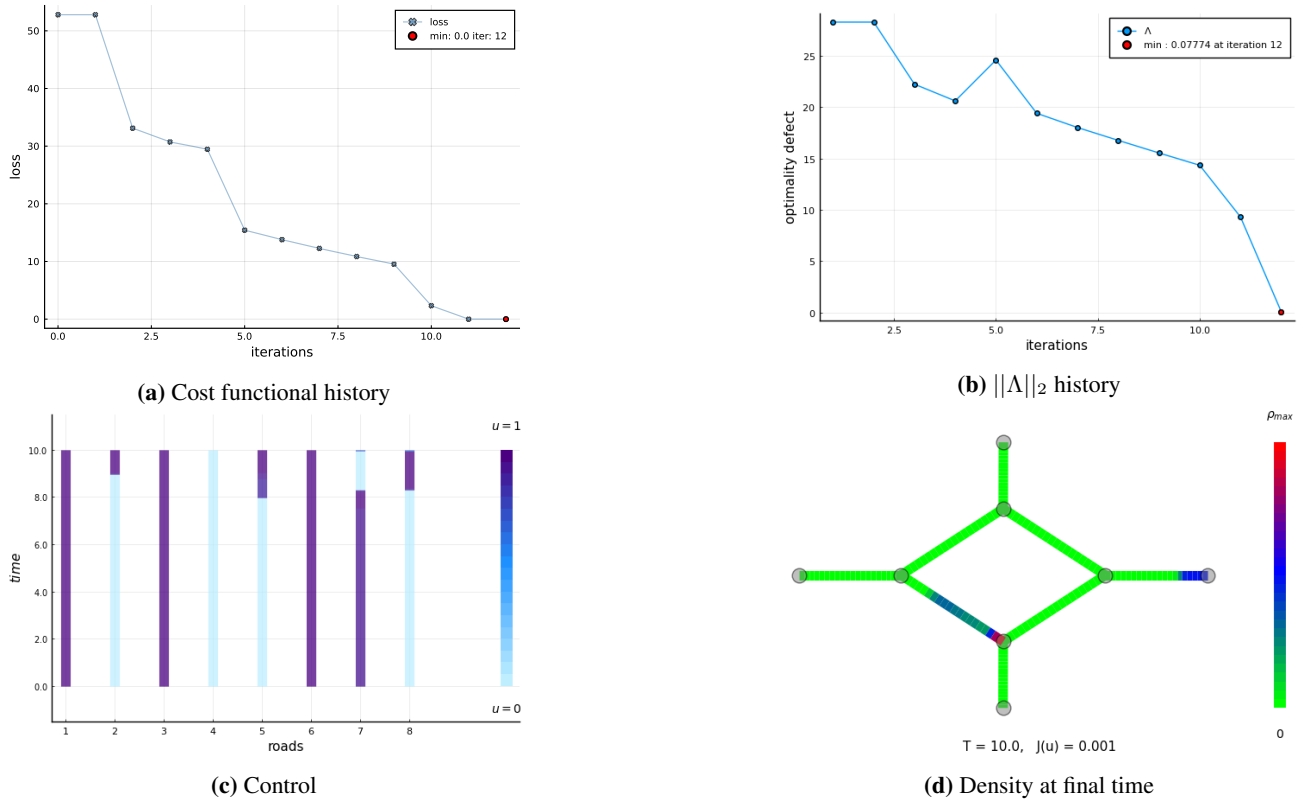 50
40
30
20
10
0
loss
loss
min: 0.0 iter: 12
0.0
2.5
5.0
7.5
10.0
iterations
(a) Cost functional history
25
20
15
10
5
0
optimality defect
Λ
min : 0.07774 at iteration 12
2.5
5.0
7.5
10.0
iterations
(b) ||Λ||₂ history
10.0
8.0
6.0
4.0
2.0
0.0
time
u = 1
u = 0
1 2 3 4 5 6 7 8
roads
(c) Control
ρmax
0
T = 10.0, J(u) = 0.001
(d) Density at final time